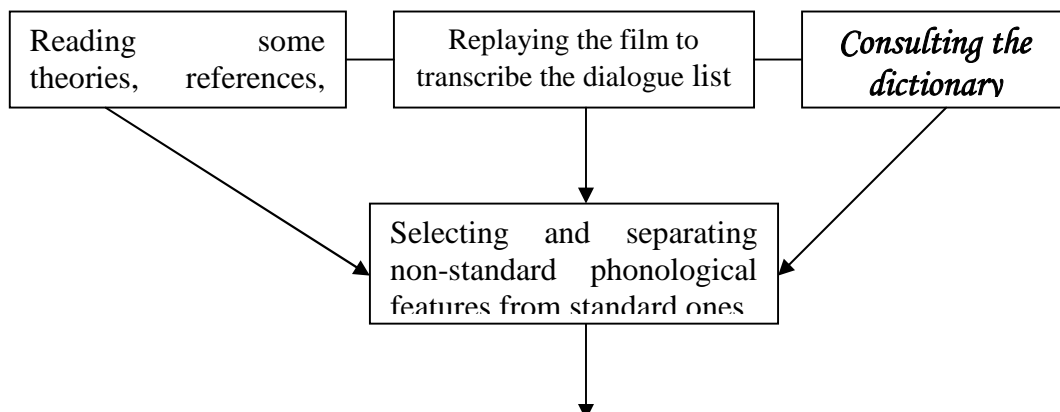 Reading some
theories, references,
Replaying the film to
transcribe the dialogue list
Consulting the
dictionary
Selecting and separating
non-standard phonological
features from standard ones